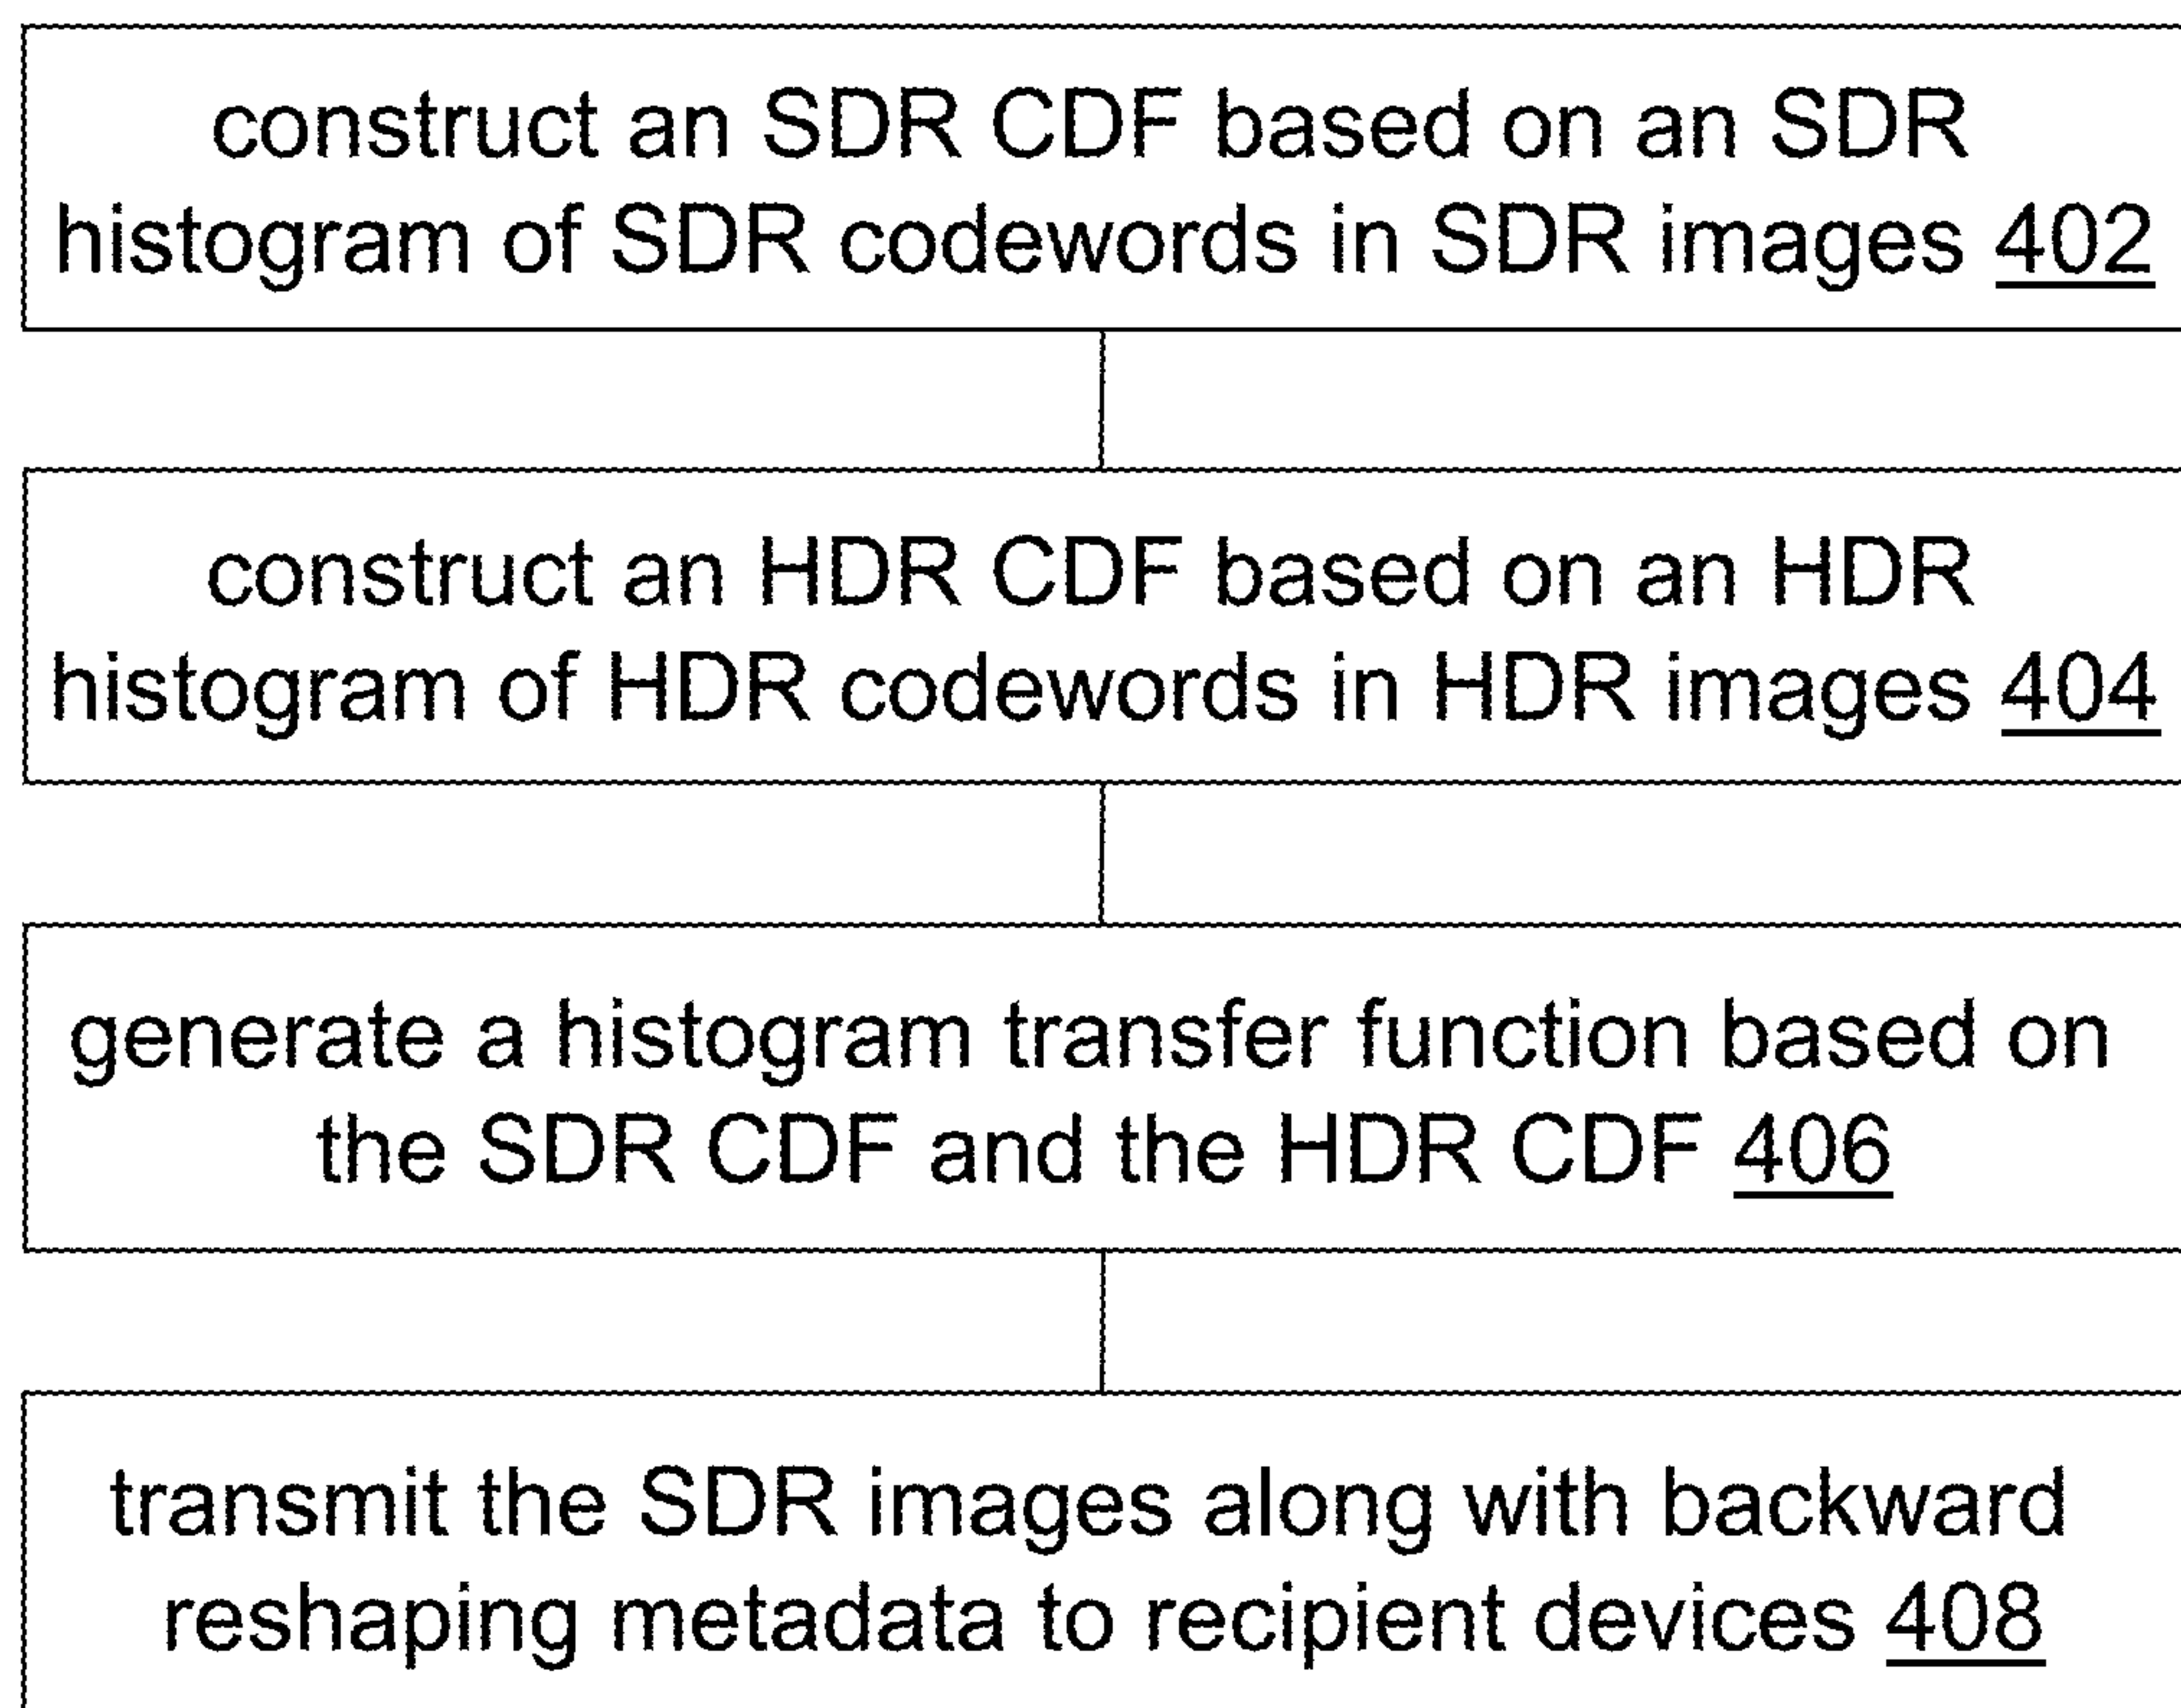 construct an SDR CDF based on an SDR
histogram of SDR codewords in SDR images 402
construct an HDR CDF based on an HDR
histogram of HDR codewords in HDR images 404
generate a histogram transfer function based on
the SDR CDF and the HDR CDF 406
transmit the SDR images along with backward
reshaping metadata to recipient devices 408